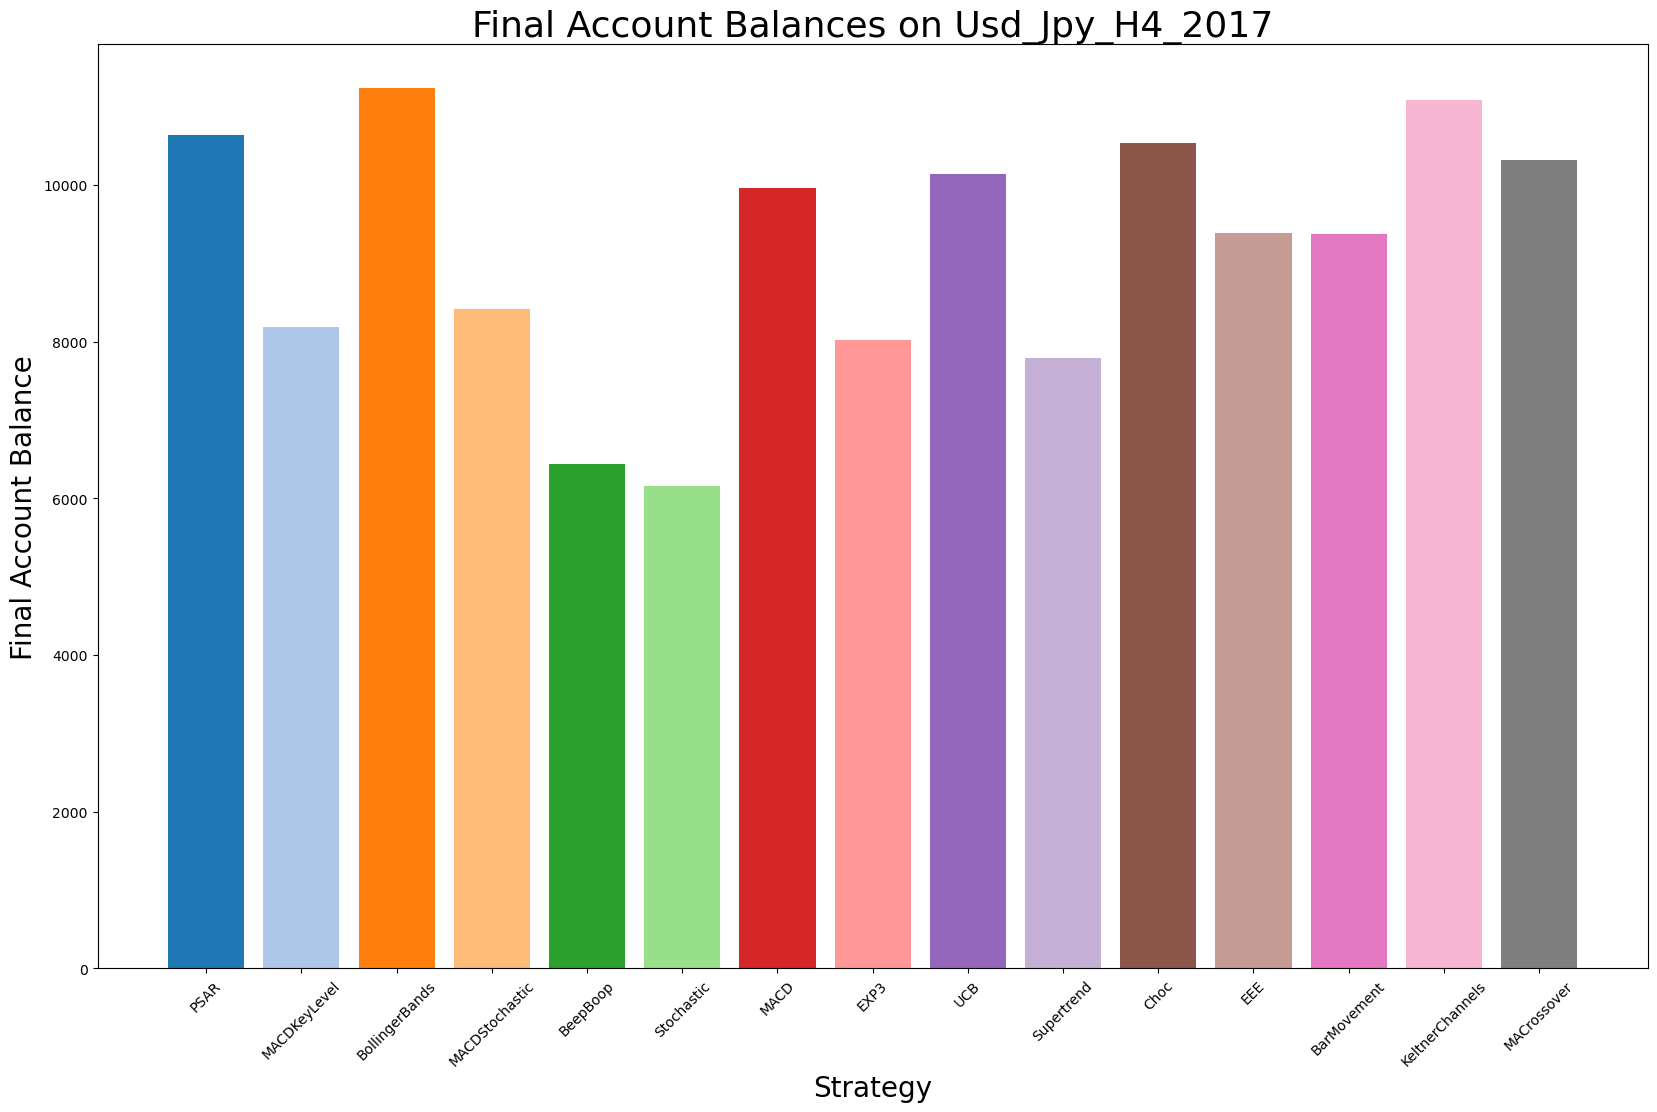 Final Account Balances on Usd_Jpy_H4_2017
Final Account Balance
10000
8000
6000
4000
2000
0
PSAR
MACDKeyLevel
BollingerBands
MACDStochastic
BeepBoop
Stochastic
MACD
EXP3
UCB
Supertrend
Choc
EEE
BarMovement
KeltnerChannels
MACrossover
Strategy